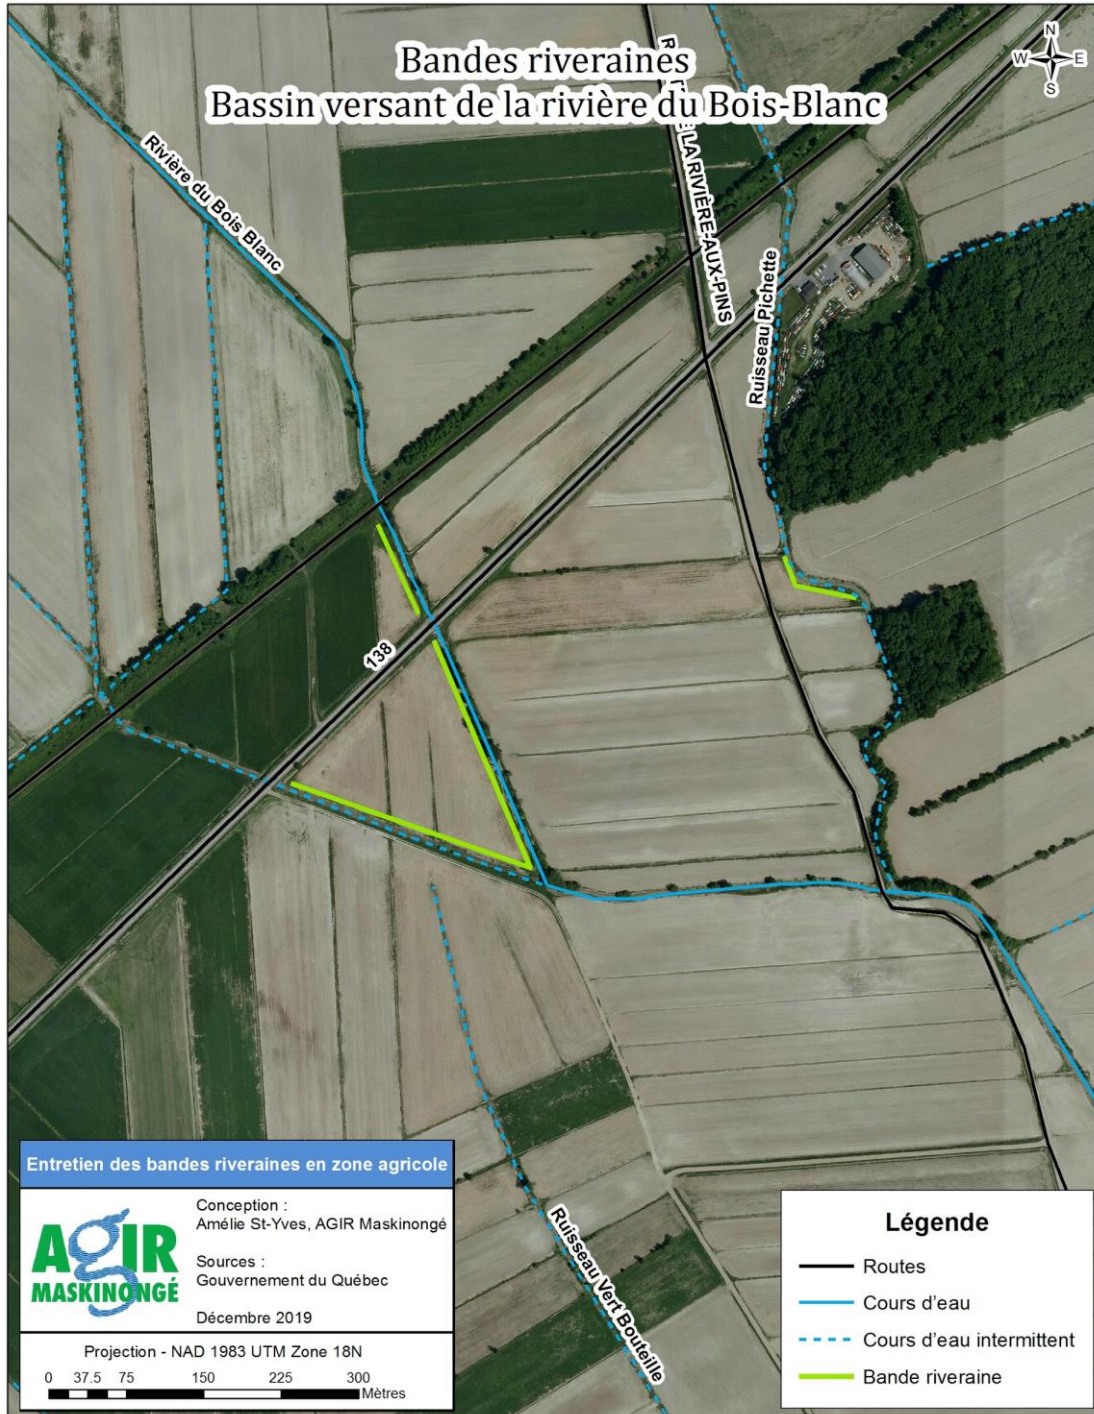 Bandes riveraines
Bassin versant de la rivière du Bois-Blanc
N
W E
S
LA RIVIÈRE-AUX-PINS
Rivière du Bois Blanc
Ruisseau Pichette
138
Ruisseau Vert Bouteille
Entretien des bandes riveraines en zone agricole
AGIR
MASKINONGÉ
Conception :
Amélie St-Yves, AGIR Maskinongé
Sources :
Gouvernement du Québec
Décembre 2019
Projection - NAD 1983 UTM Zone 18N
0 37.5 75 150 225 300
Mètres
Légende
Routes
Cours d'eau
Cours d'eau intermittent
Bande riveraine